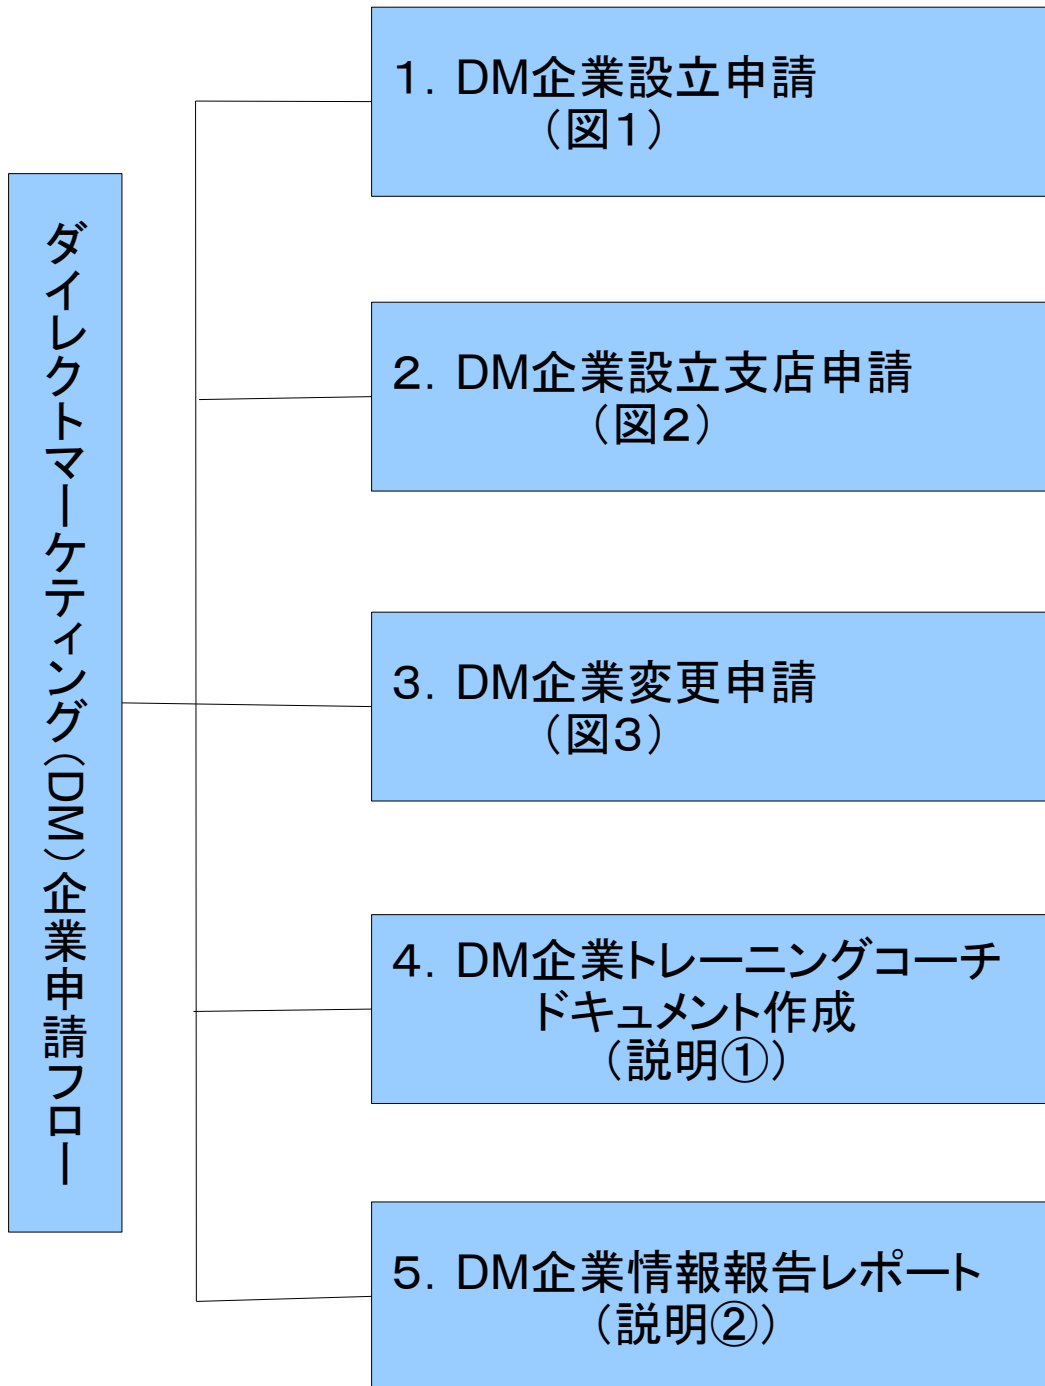 ダイレクトマーケティング（DM）企業申請フロー
１．DM企業設立申請
（図１）
２．DM企業設立支店申請
（図２）
３．DM企業変更申請
（図３）
４．DM企業トレーニングコーチ
ドキュメント作成
（説明①）
５．DM企業情報報告レポート
（説明②）